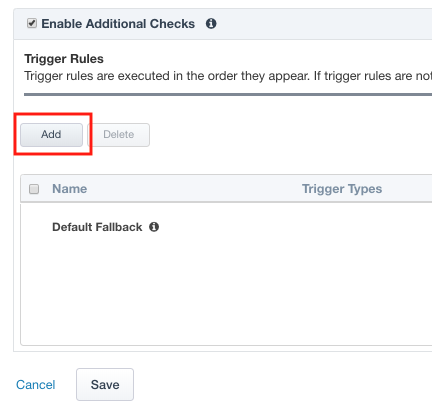 Enable Additional Checks
Trigger Rules
Trigger rules are executed in the order they appear. If trigger rules are not
Add Delete
Name Trigger Types
Default Fallback
Cancel Save